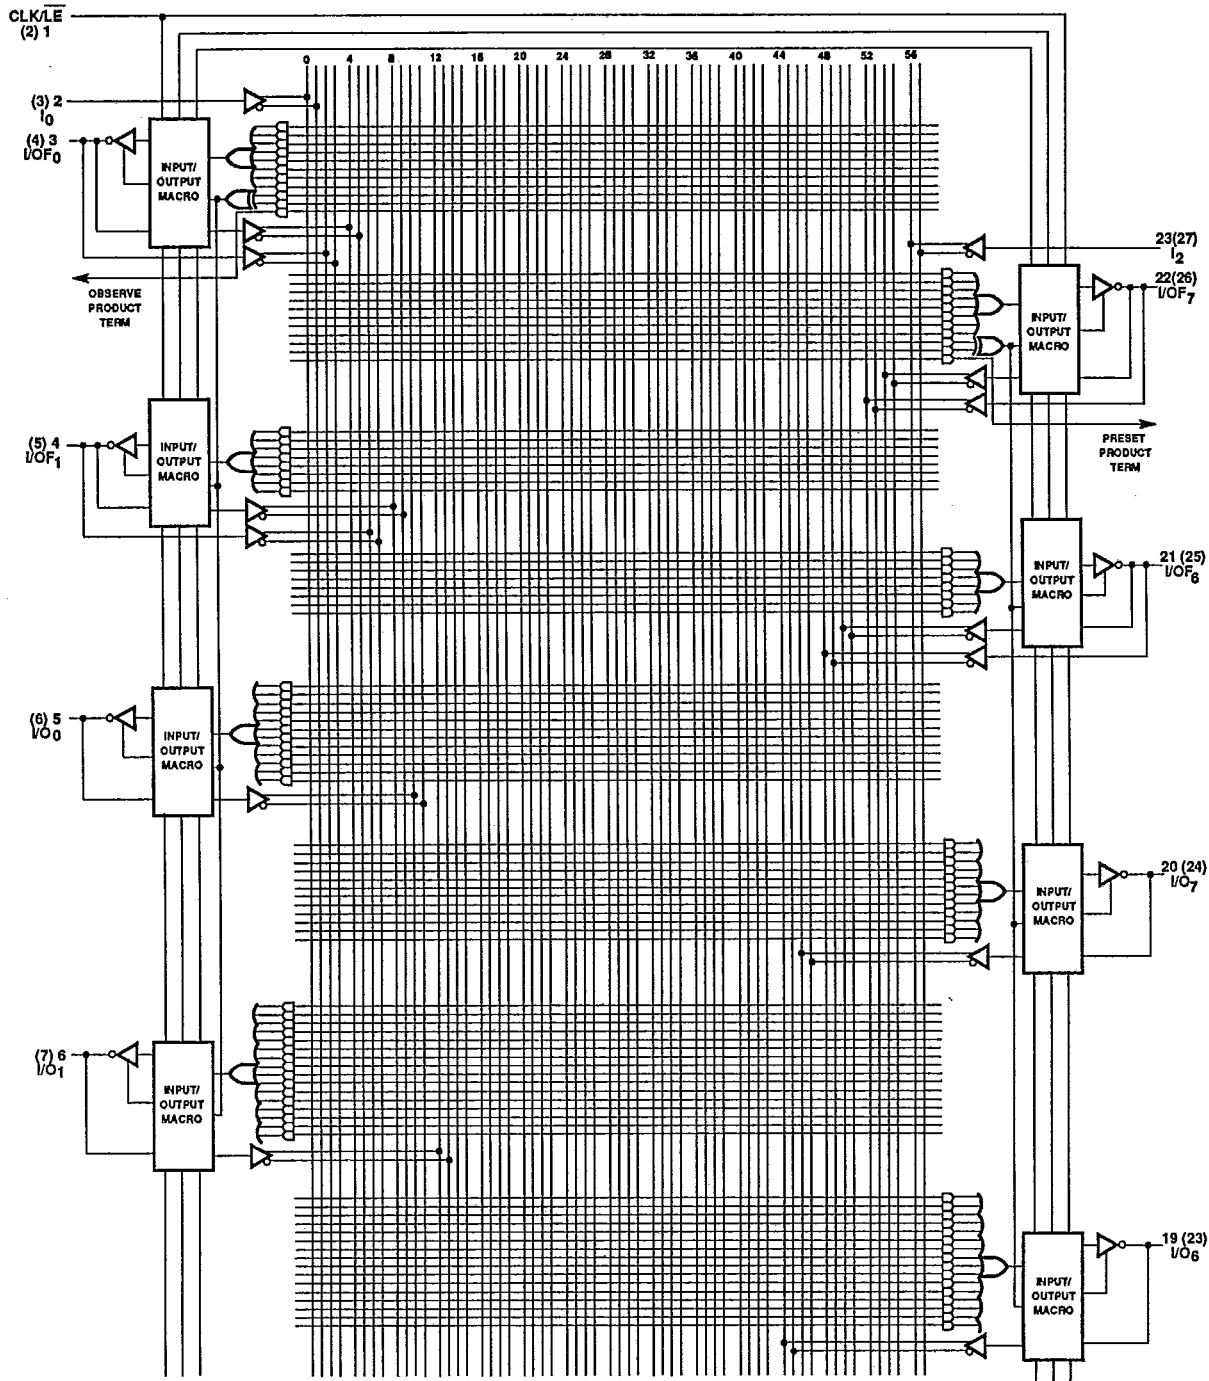 CLK/LE
(2) 1
0 4 8 12 16 20 24 28 32 36 40 44 48 52 56
(3) 2
I0
(4) 3
I/OF0
INPUT/
OUTPUT
MACRO
23(27)
I2
OBSERVE
PRODUCT
TERM
22(26)
I/OF7
INPUT/
OUTPUT
MACRO
(5) 4
I/OF1
INPUT/
OUTPUT
MACRO
PRESET
PRODUCT
TERM
21 (25)
I/OF6
INPUT/
OUTPUT
MACRO
(6) 5
I/O0
INPUT/
OUTPUT
MACRO
20 (24)
I/O7
INPUT/
OUTPUT
MACRO
(7) 6
I/O1
INPUT/
OUTPUT
MACRO
19 (23)
I/O6
INPUT/
OUTPUT
MACRO